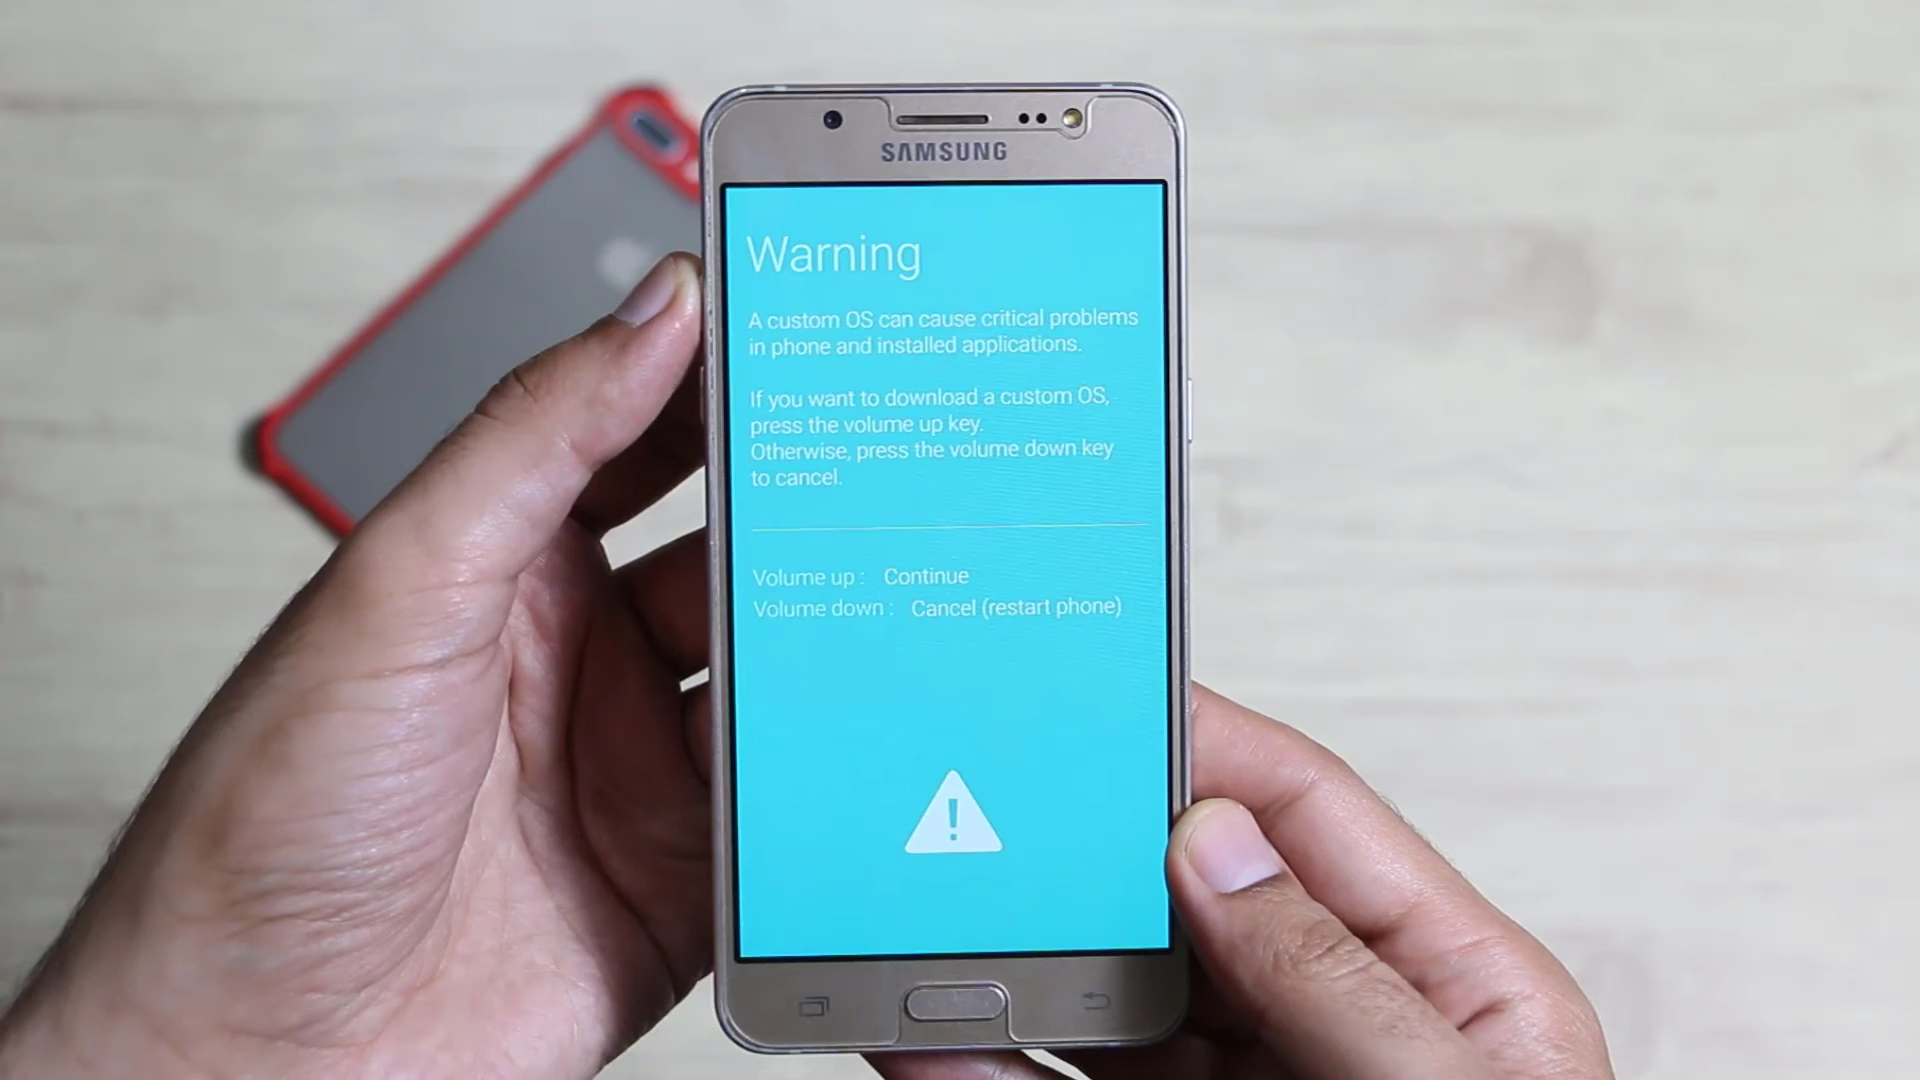 SAMSUNG
Warning
A custom OS can cause critical problems
in phone and installed applications.
If you want to download a custom OS,
press the volume up key.
Otherwise, press the volume down key
to cancel.
Volume up : Continue
Volume down : Cancel (restart phone)